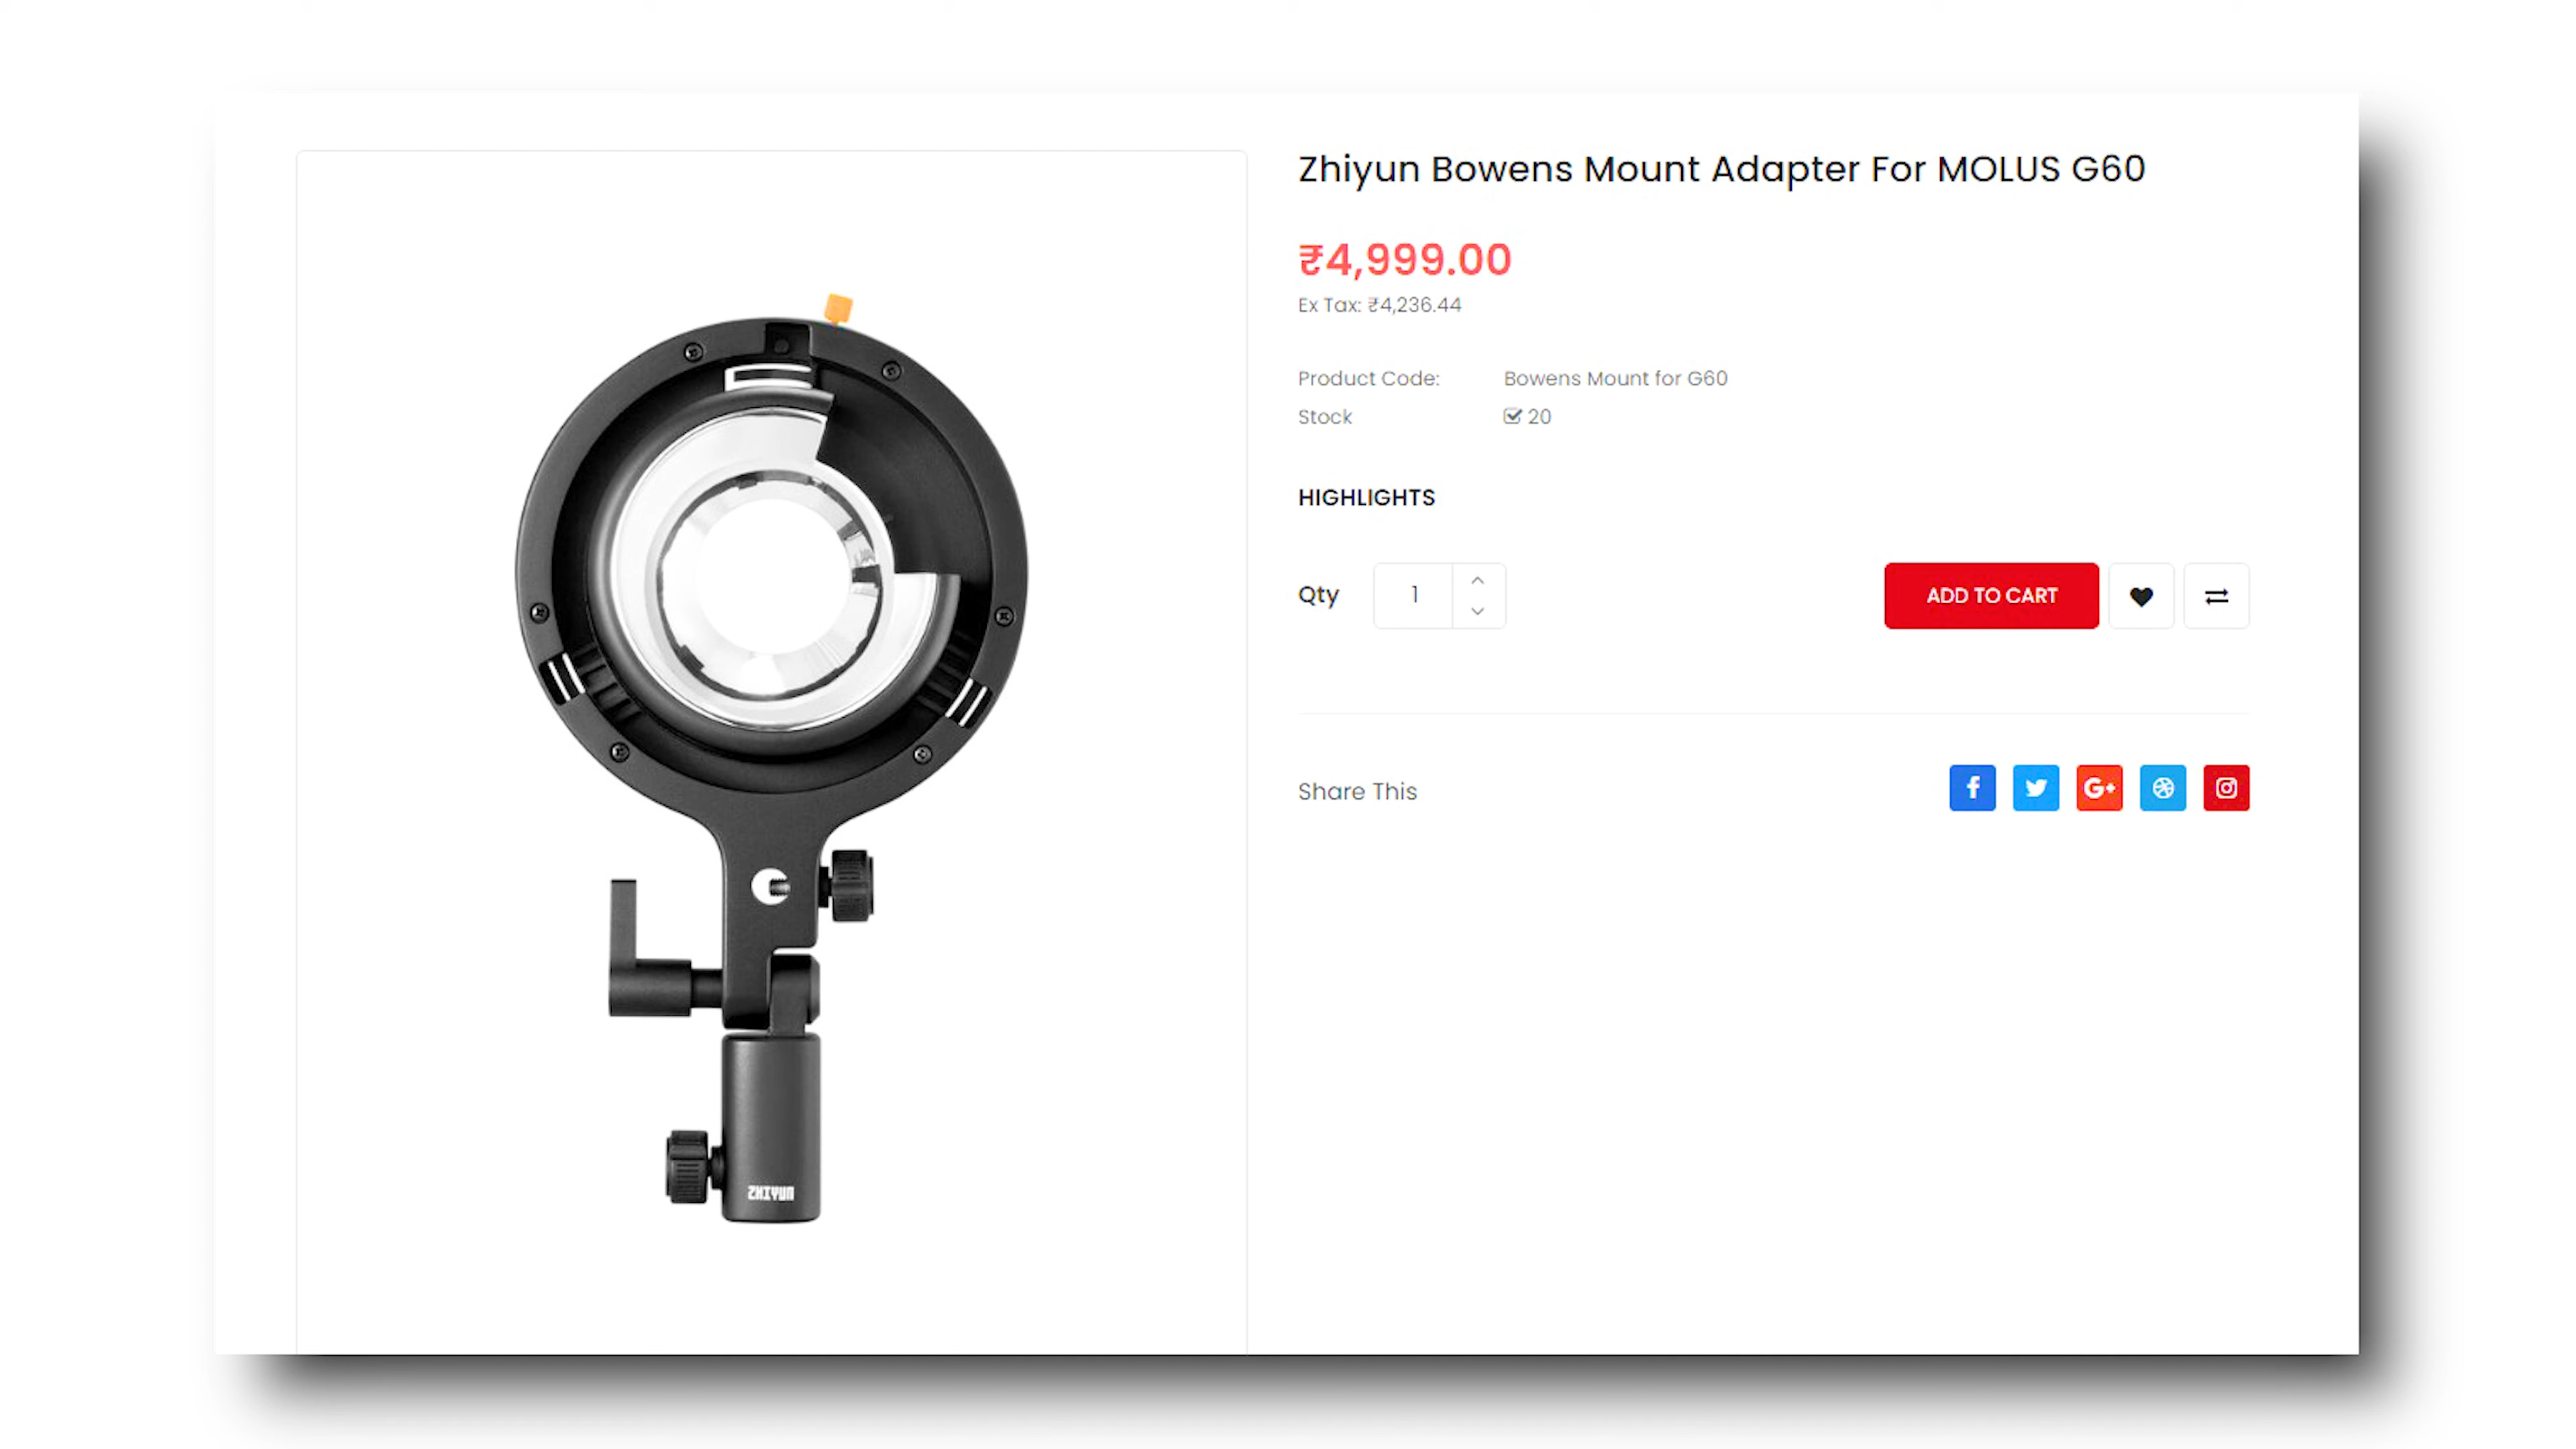 Zhiyun Bowens Mount Adapter For MOLUS G60
₹4,999.00
Ex Tax: ₹4,236.44
Product Code: Bowens Mount for G60
Stock 20
HIGHLIGHTS
Qty 1
ADD TO CART
Share This
f G+
ZHIYUN